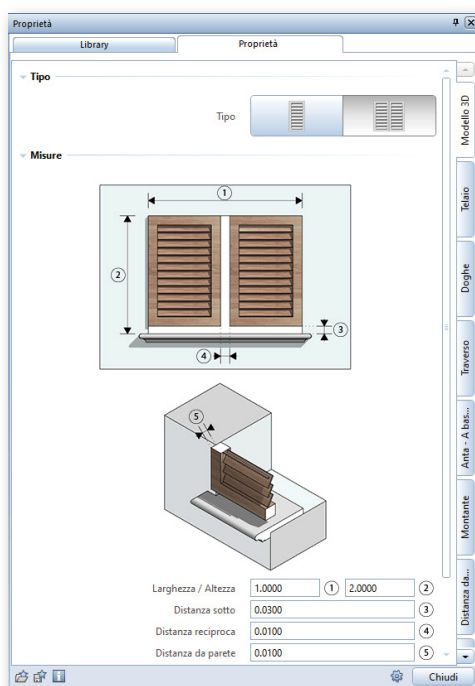 Proprietà
Library
Proprietà
Tipo
Tipo
Misure
1
2
3
4
5
Larghezza / Altezza 1.0000 1 2.0000 2
Distanza sotto 0.0300 3
Distanza reciproca 0.0100 4
Distanza da parete 0.0100 5
Modello 3D
Telaio
Doghe
Traverso
Anta - A bas...
Montante
Distanza da...
Chiudi